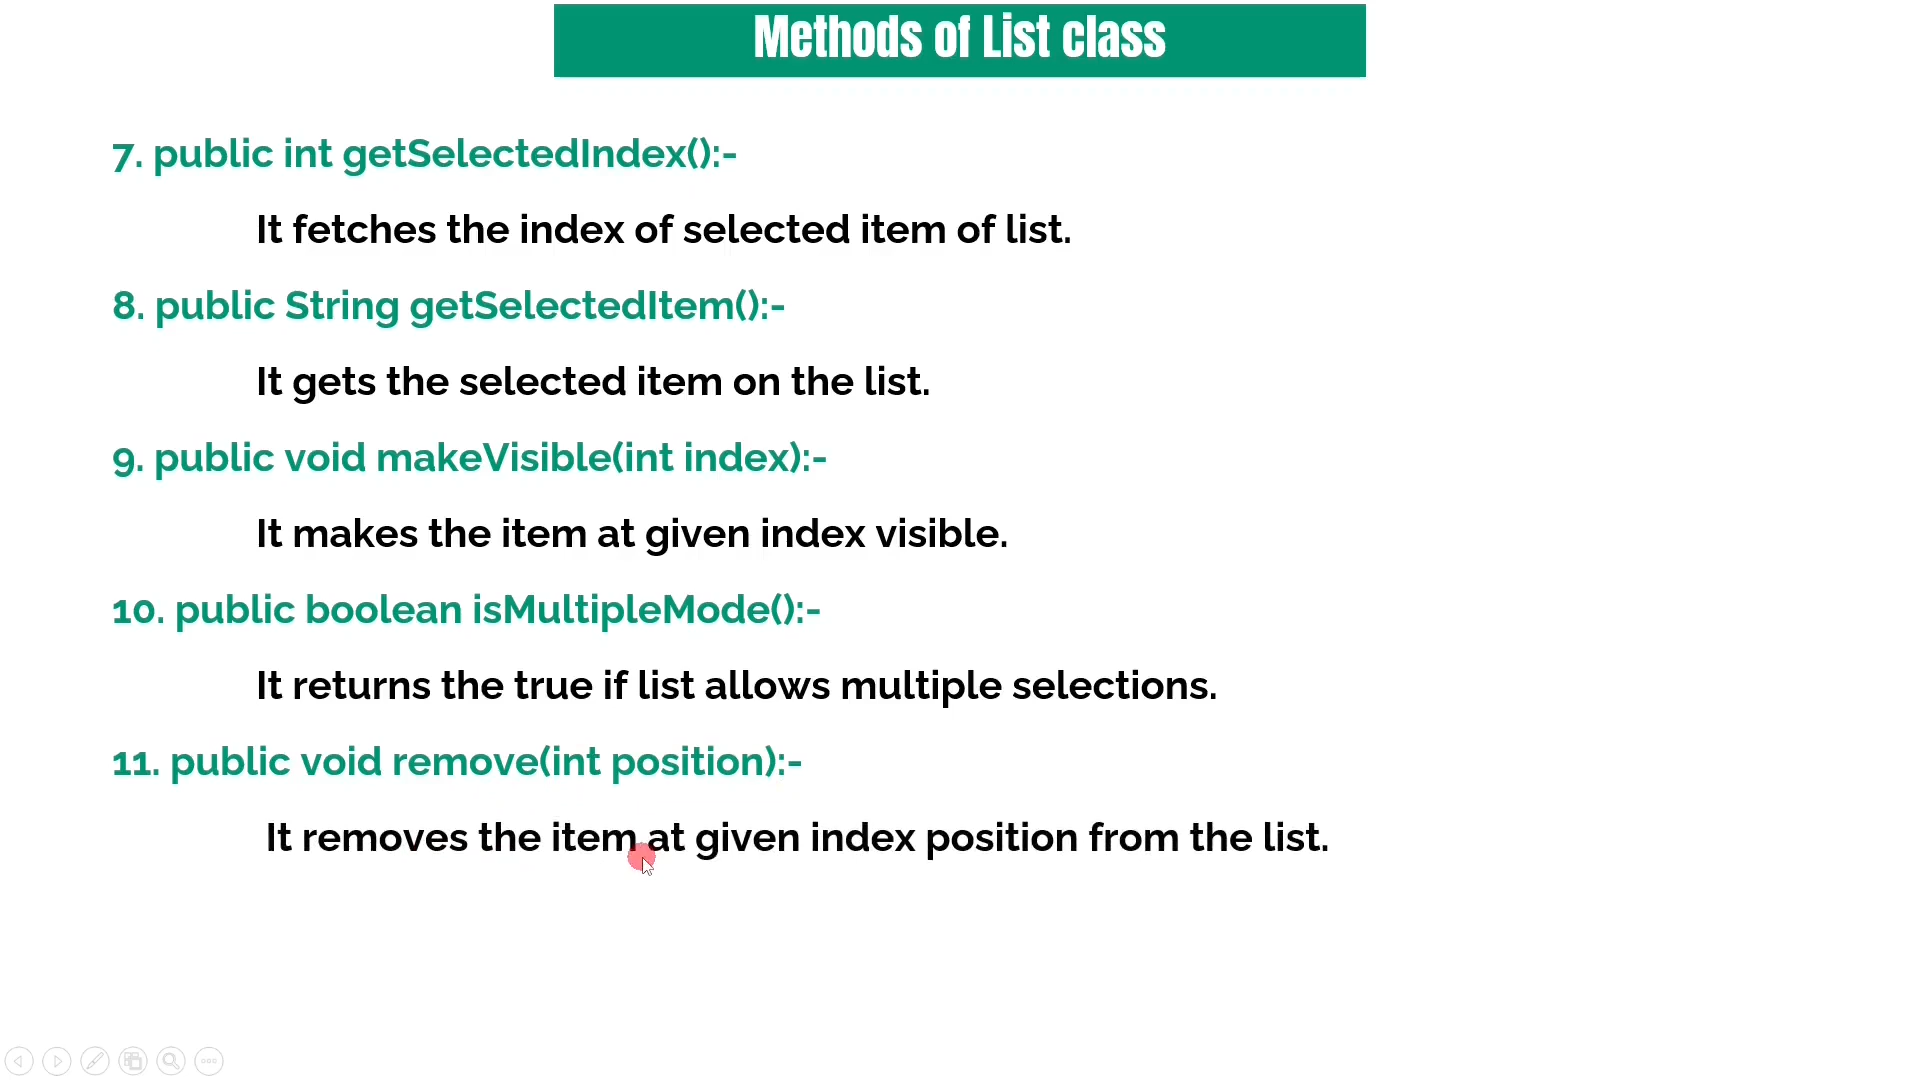 Methods of List class
7. public int getSelectedIndex():-
It fetches the index of selected item of list.
8. public String getSelectedItem():-
It gets the selected item on the list.
9. public void makeVisible(int index):-
It makes the item at given index visible.
10. public boolean isMultipleMode():-
It returns the true if list allows multiple selections.
11. public void remove(int position):-
It removes the item at given index position from the list.